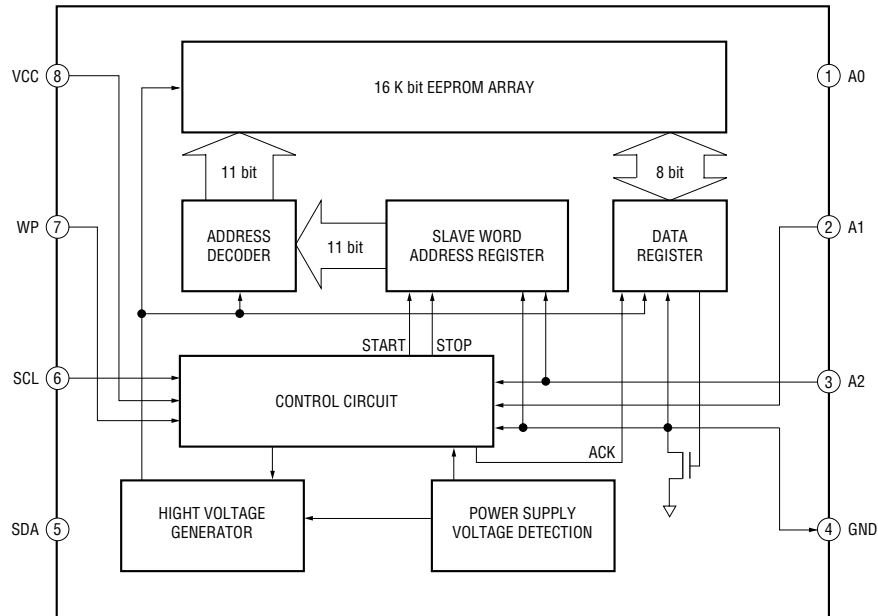 16 K bit EEPROM ARRAY
VCC 8
1 A0
11 bit
8 bit
WP 7
ADDRESS
DECODER
11 bit
SLAVE WORD
ADDRESS REGISTER
DATA
REGISTER
2 A1
START
STOP
SCL 6
CONTROL CIRCUIT
3 A2
ACK
HIGHT VOLTAGE
GENERATOR
POWER SUPPLY
VOLTAGE DETECTION
SDA 5
4 GND